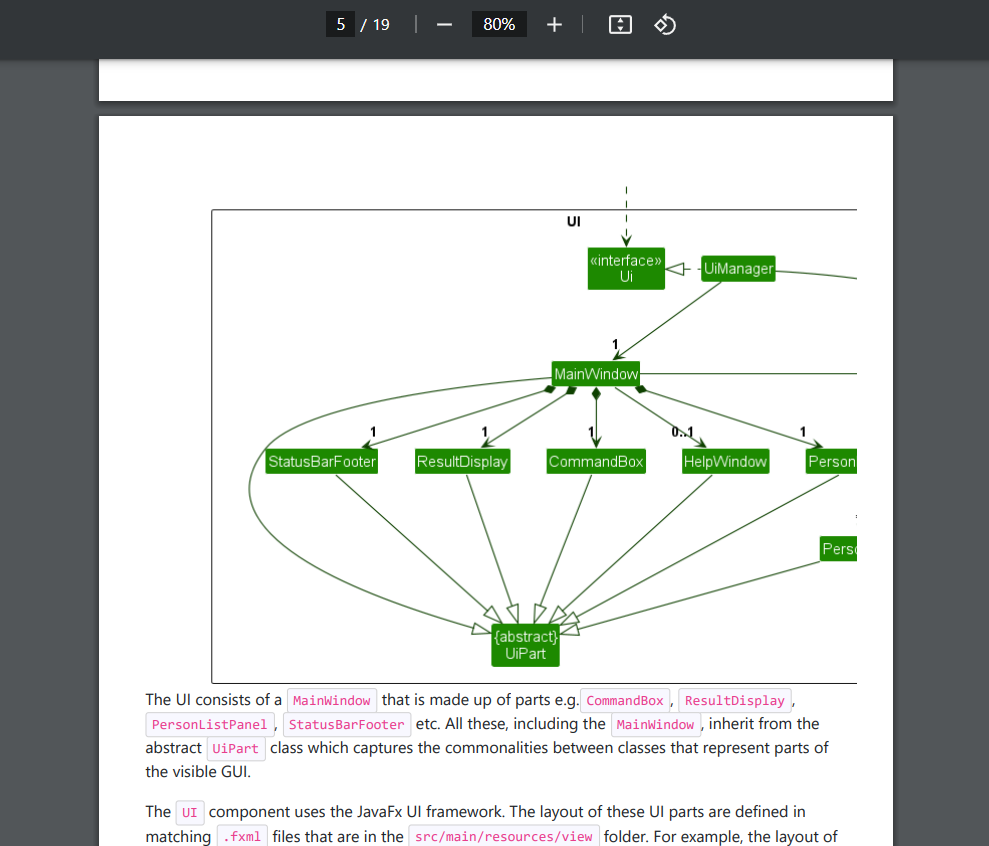 5 / 19
80%
UI
«interface»
Ui
UiManager
1
MainWindow
1
1
1
0..1
1
StatusBarFooter
ResultDisplay
CommandBox
HelpWindow
Person
Perso
{abstract}
UiPart
The UI consists of a MainWindow that is made up of parts e.g. CommandBox, ResultDisplay,
PersonListPanel, StatusBarFooter etc. All these, including the MainWindow, inherit from the
abstract UiPart class which captures the commonalities between classes that represent parts of
the visible GUI.
The UI component uses the JavaFx UI framework. The layout of these UI parts are defined in
matching .fxml files that are in the src/main/resources/view folder. For example, the layout of